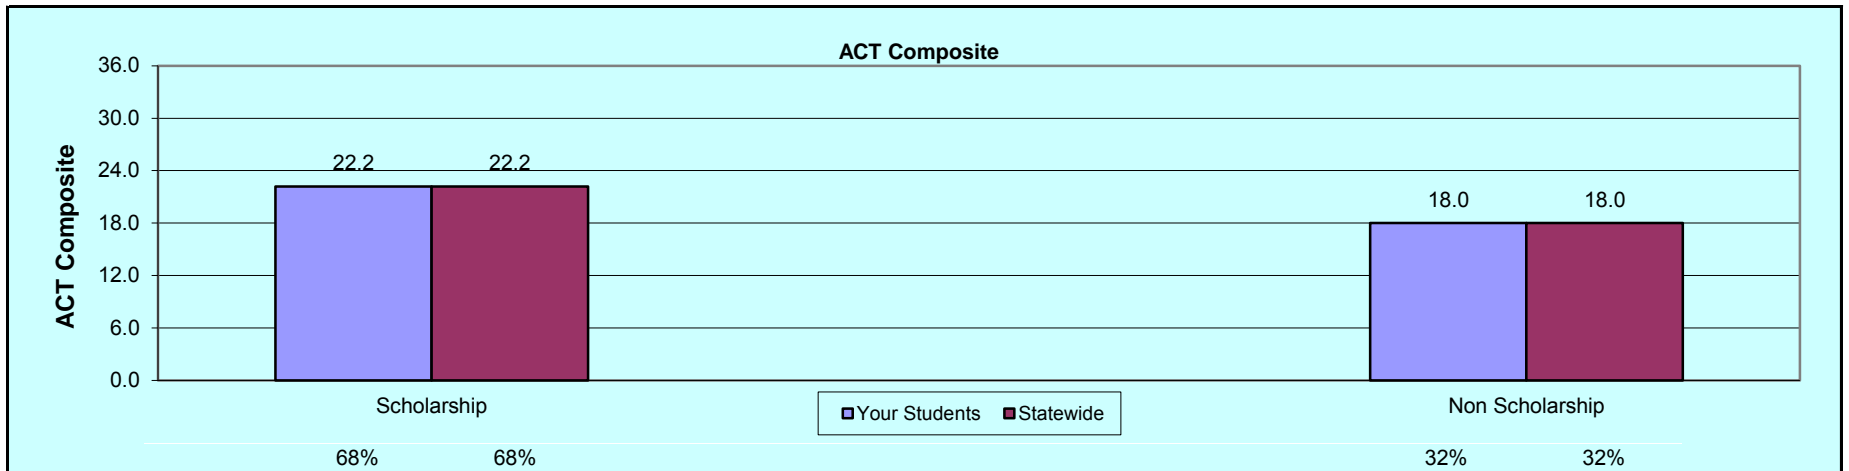 ACT Composite
36.0
30.0
24.0
18.0
12.0
6.0
0.0
ACT Composite
22.2 22.2
18.0 18.0
Scholarship
Non Scholarship
Your Students Statewide
68% 68% 32% 32%